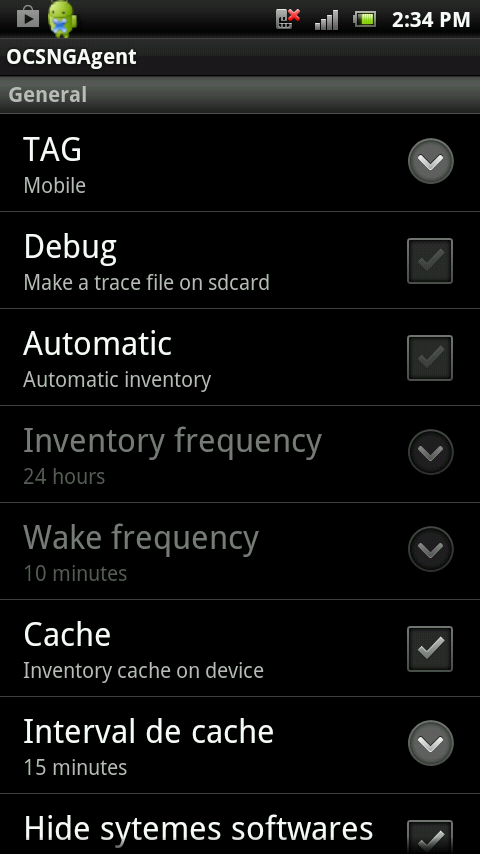 2:34 PM
OCSNGAgent
General
TAG
Mobile
Debug
Make a trace file on sdcard
Automatic
Automatic inventory
Inventory frequency
24 hours
Wake frequency
10 minutes
Cache
Inventory cache on device
Interval de cache
15 minutes
Hide sytemes softwares